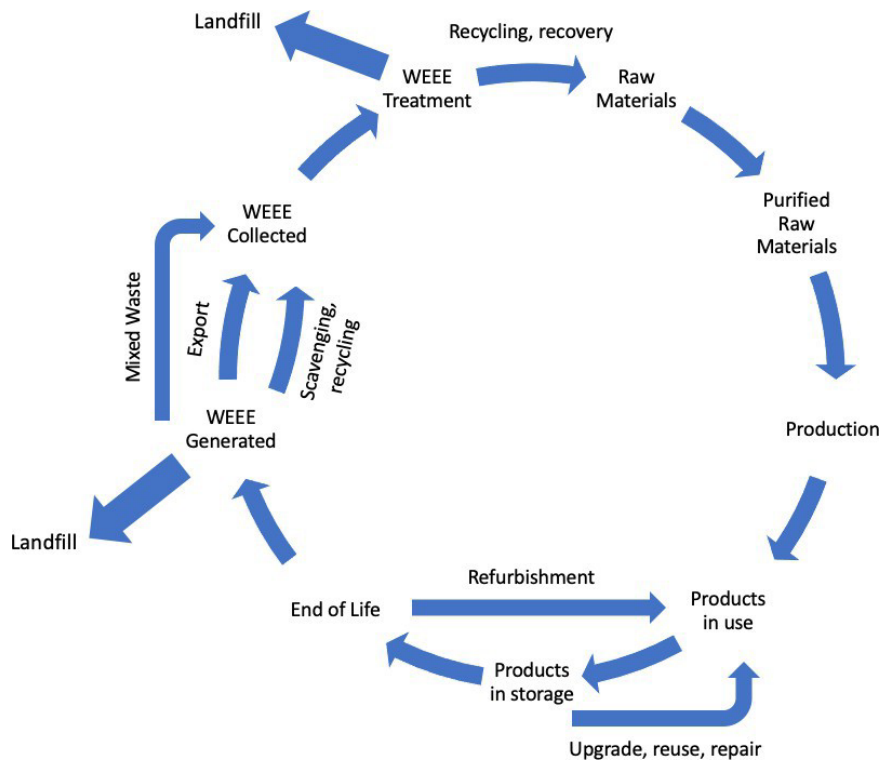 Landfill
Recycling, recovery
WEEE
Treatment
Raw
Materials
Purified
Raw
Materials
WEEE
Collected
Mixed Waste
Export
Scavenging,
recycling
WEEE
Generated
Production
Landfill
Refurbishment
End of Life
Products
in use
Products
in storage
Upgrade, reuse, repair